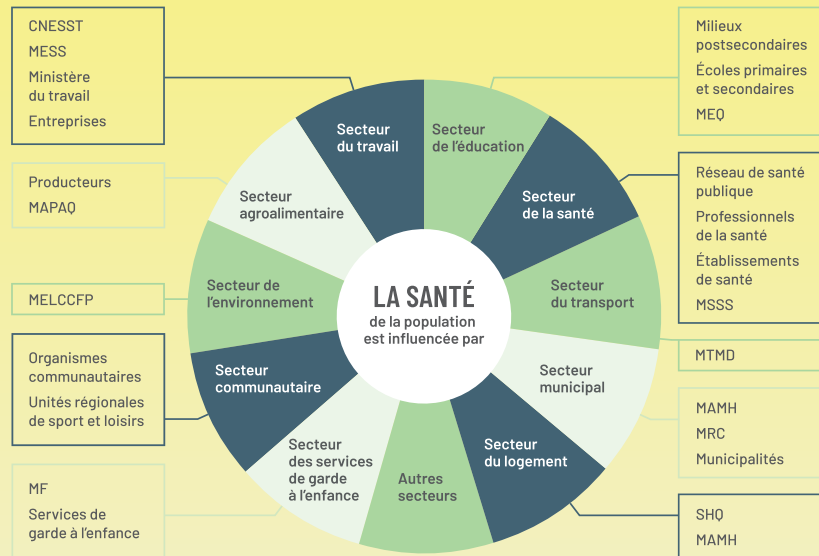 CNESST
MESS
Ministère
du travail
Entreprises
Producteurs
MAPAQ
MELCCFP
Organismes
communautaires
Unités régionales
de sport et loisirs
MF
Services de
garde à l'enfance
Secteur
du travail
Secteur
de l'éducation
Secteur
agroalimentaire
Secteur
de la santé
Secteur de
l'environnement
Secteur
du transport
LA SANTÉ
de la population
est influencée par
Secteur
communautaire
Secteur
municipal
Secteur
des services
de garde
à l'enfance
Autres
secteurs
Secteur
du logement
Milieux
postsecondaires
Écoles primaires
et secondaires
MEQ
Réseau de santé
publique
Professionnels
de la santé
Établissements
de santé
MSSS
MTMD
MAMH
MRC
Municipalités
SHQ
MAMH